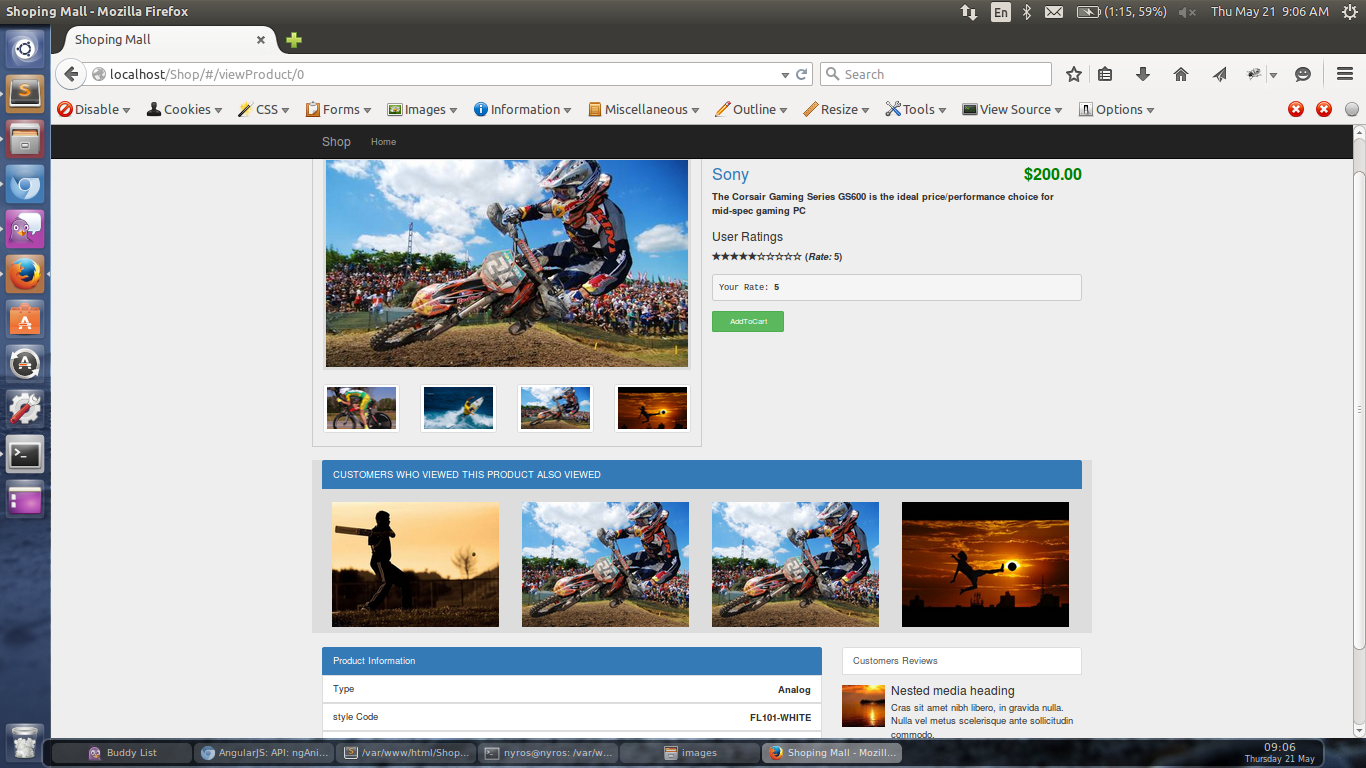 Shoping Mall - Mozilla Firefox
En
(1:15, 59%)
Thu May 21 9:06 AM
Shoping Mall
localhost/Shop/#/viewProduct/0
Search
Disable
Cookies
CSS
Forms
Images
Information
Miscellaneous
Outline
Resize
Tools
View Source
Options
Shop
Home
Sony
$200.00
The Corsair Gaming Series GS600 is the ideal price/performance choice for
mid-spec gaming PC
User Ratings
★★★★★☆☆☆☆☆ (Rate: 5)
Your Rate: 5
AddToCart
CUSTOMERS WHO VIEWED THIS PRODUCT ALSO VIEWED
Product Information
Type
Analog
style Code
FL101-WHITE
Customers Reviews
Nested media heading
Cras sit amet nibh libero, in gravida nulla.
Nulla vel metus scelerisque ante sollicitudin
commodo.
Buddy List
AngularJS: API: ngAni...
/var/www/html/Shop...
nyros@nyros: /var/w...
images
Shoping Mall - Mozill...
09:06
Thursday 21 May